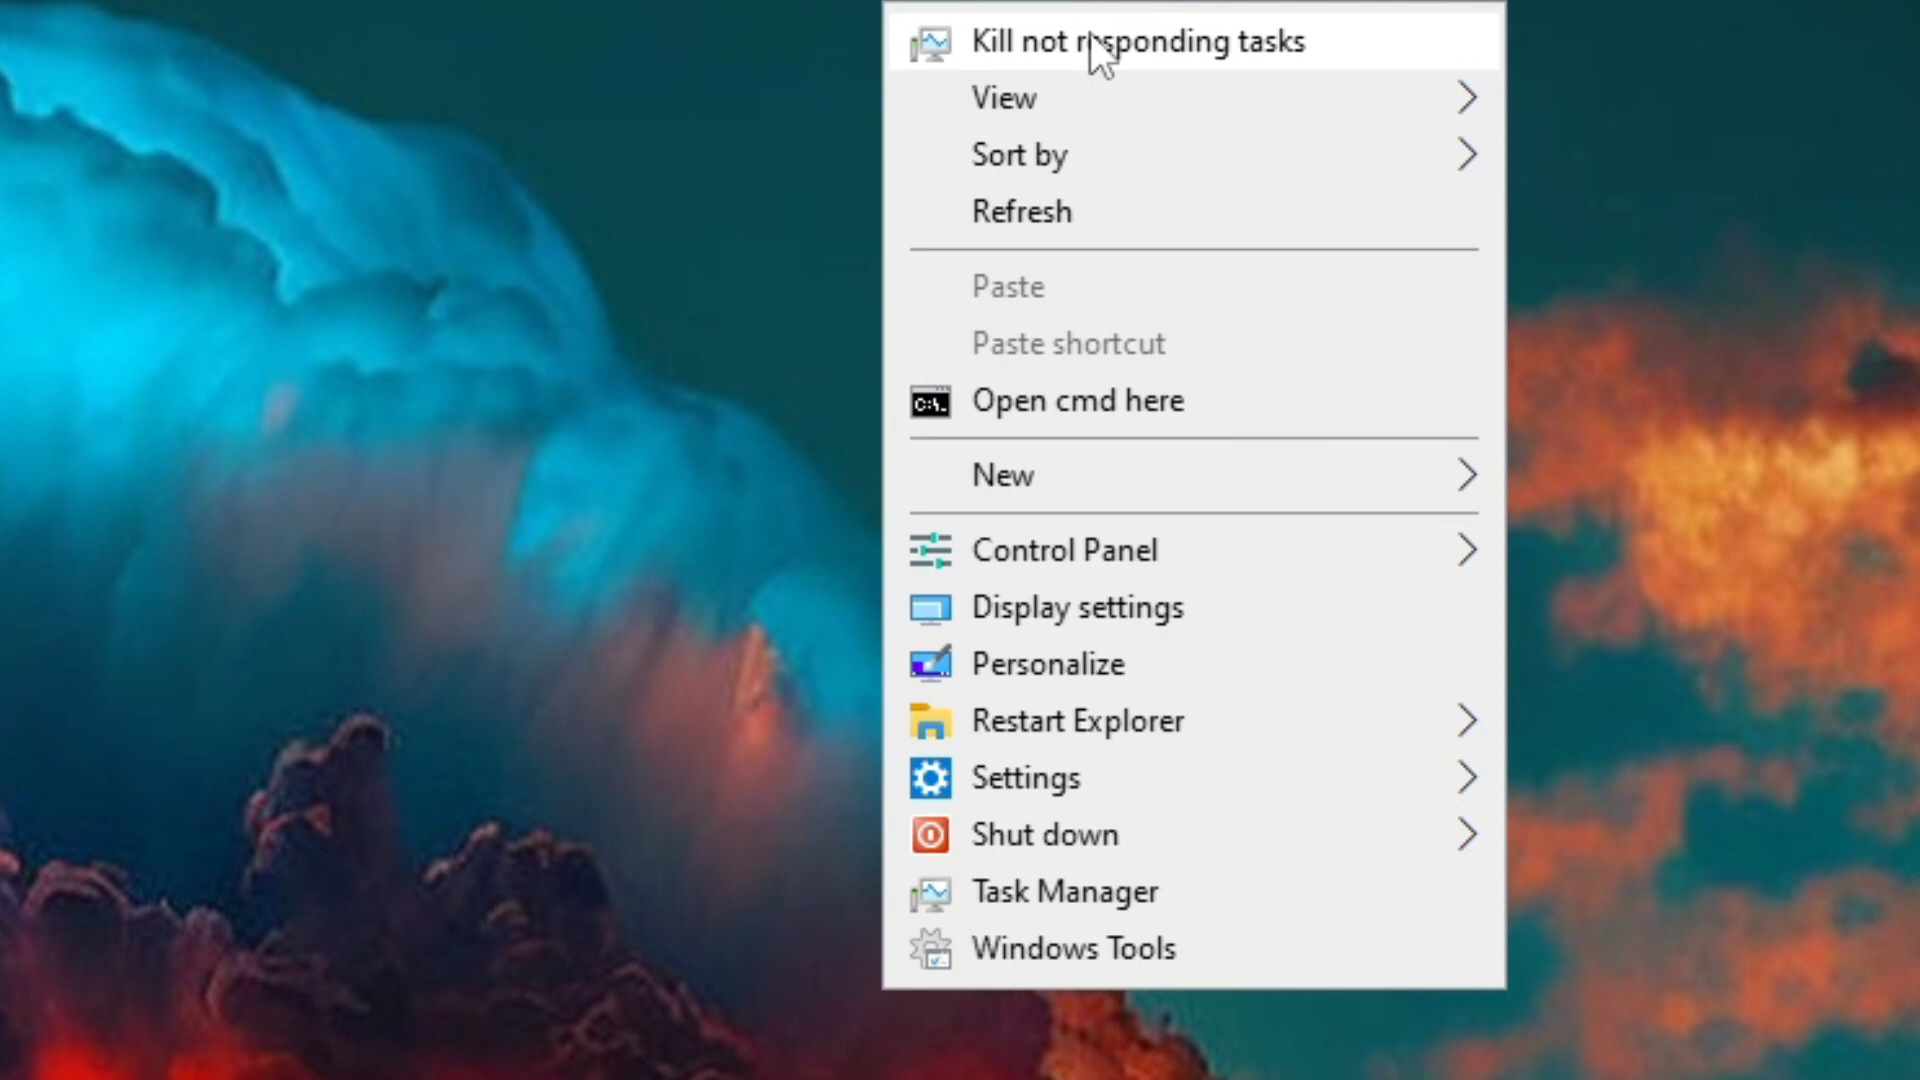 Kill not responding tasks
View
Sort by
Refresh
Paste
Paste shortcut
C:\.
Open cmd here
New
Control Panel
Display settings
Personalize
Restart Explorer
Settings
Shut down
Task Manager
Windows Tools